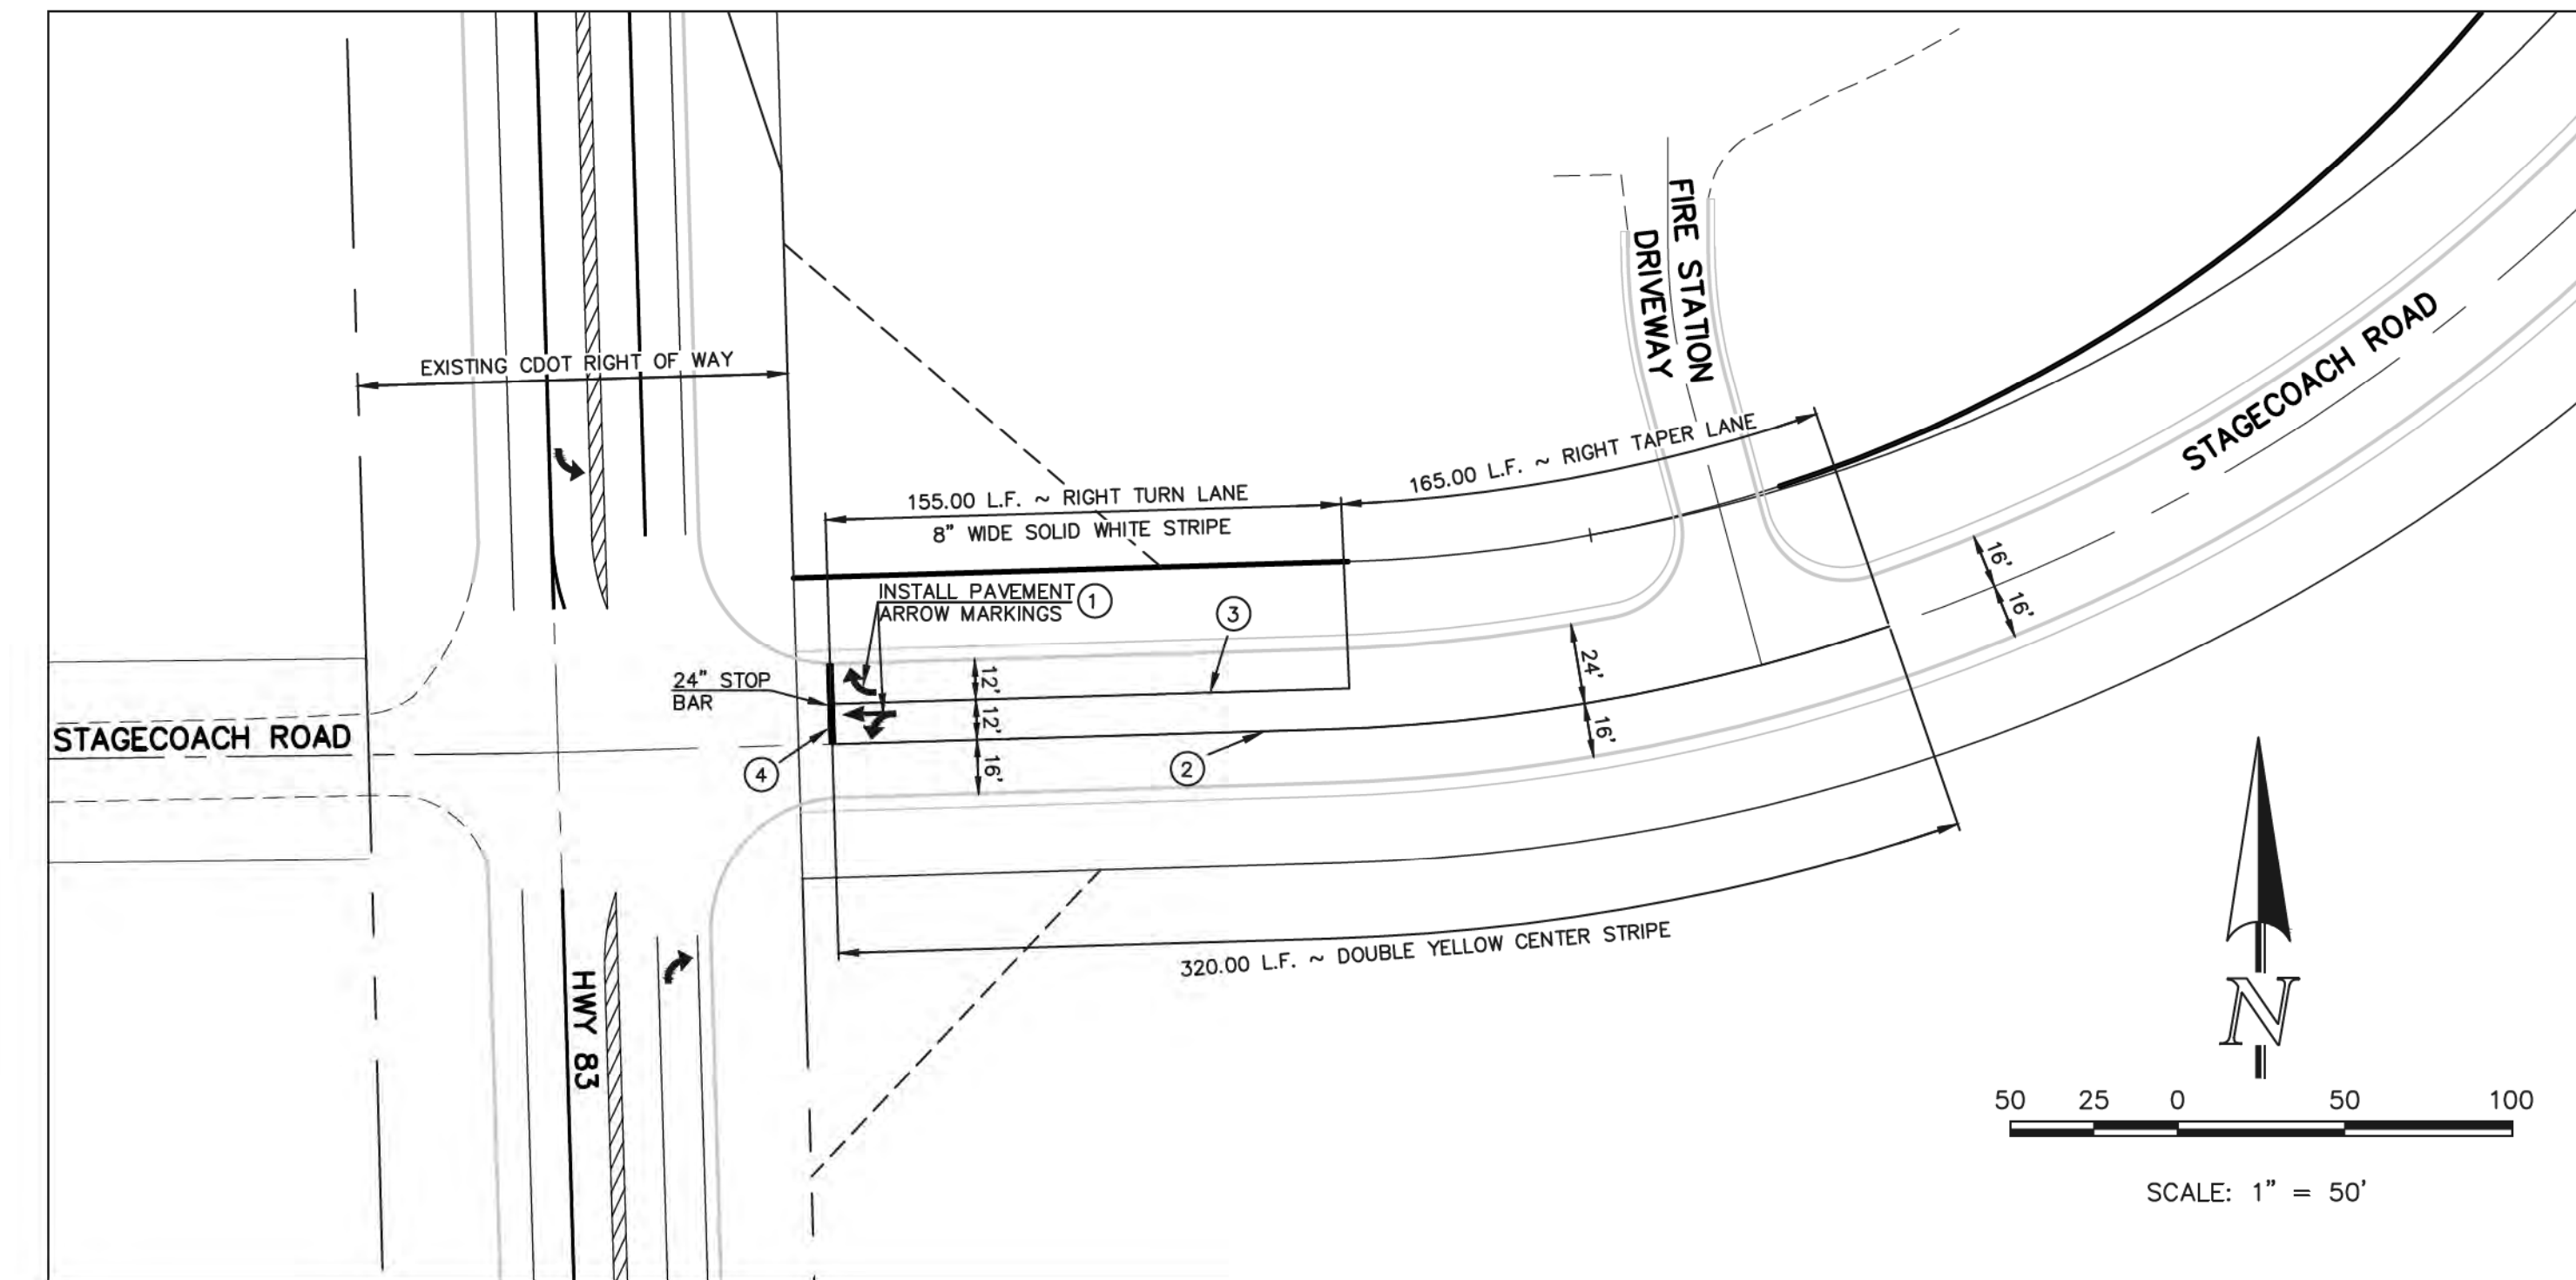 FIRE STATION
DRIVEWAY
STAGECOACH ROAD
EXISTING CDOT RIGHT OF WAY
165.00 L.F. ~ RIGHT TAPER LANE
155.00 L.F. ~ RIGHT TURN LANE
8" WIDE SOLID WHITE STRIPE
INSTALL PAVEMENT
ARROW MARKINGS
1
3
16'
16'
24" STOP
BAR
12'
12'
16'
24'
16'
STAGECOACH ROAD
4
2
320.00 L.F. ~ DOUBLE YELLOW CENTER STRIPE
HWY 83
N
50 25 0 50 100
SCALE: 1" = 50'